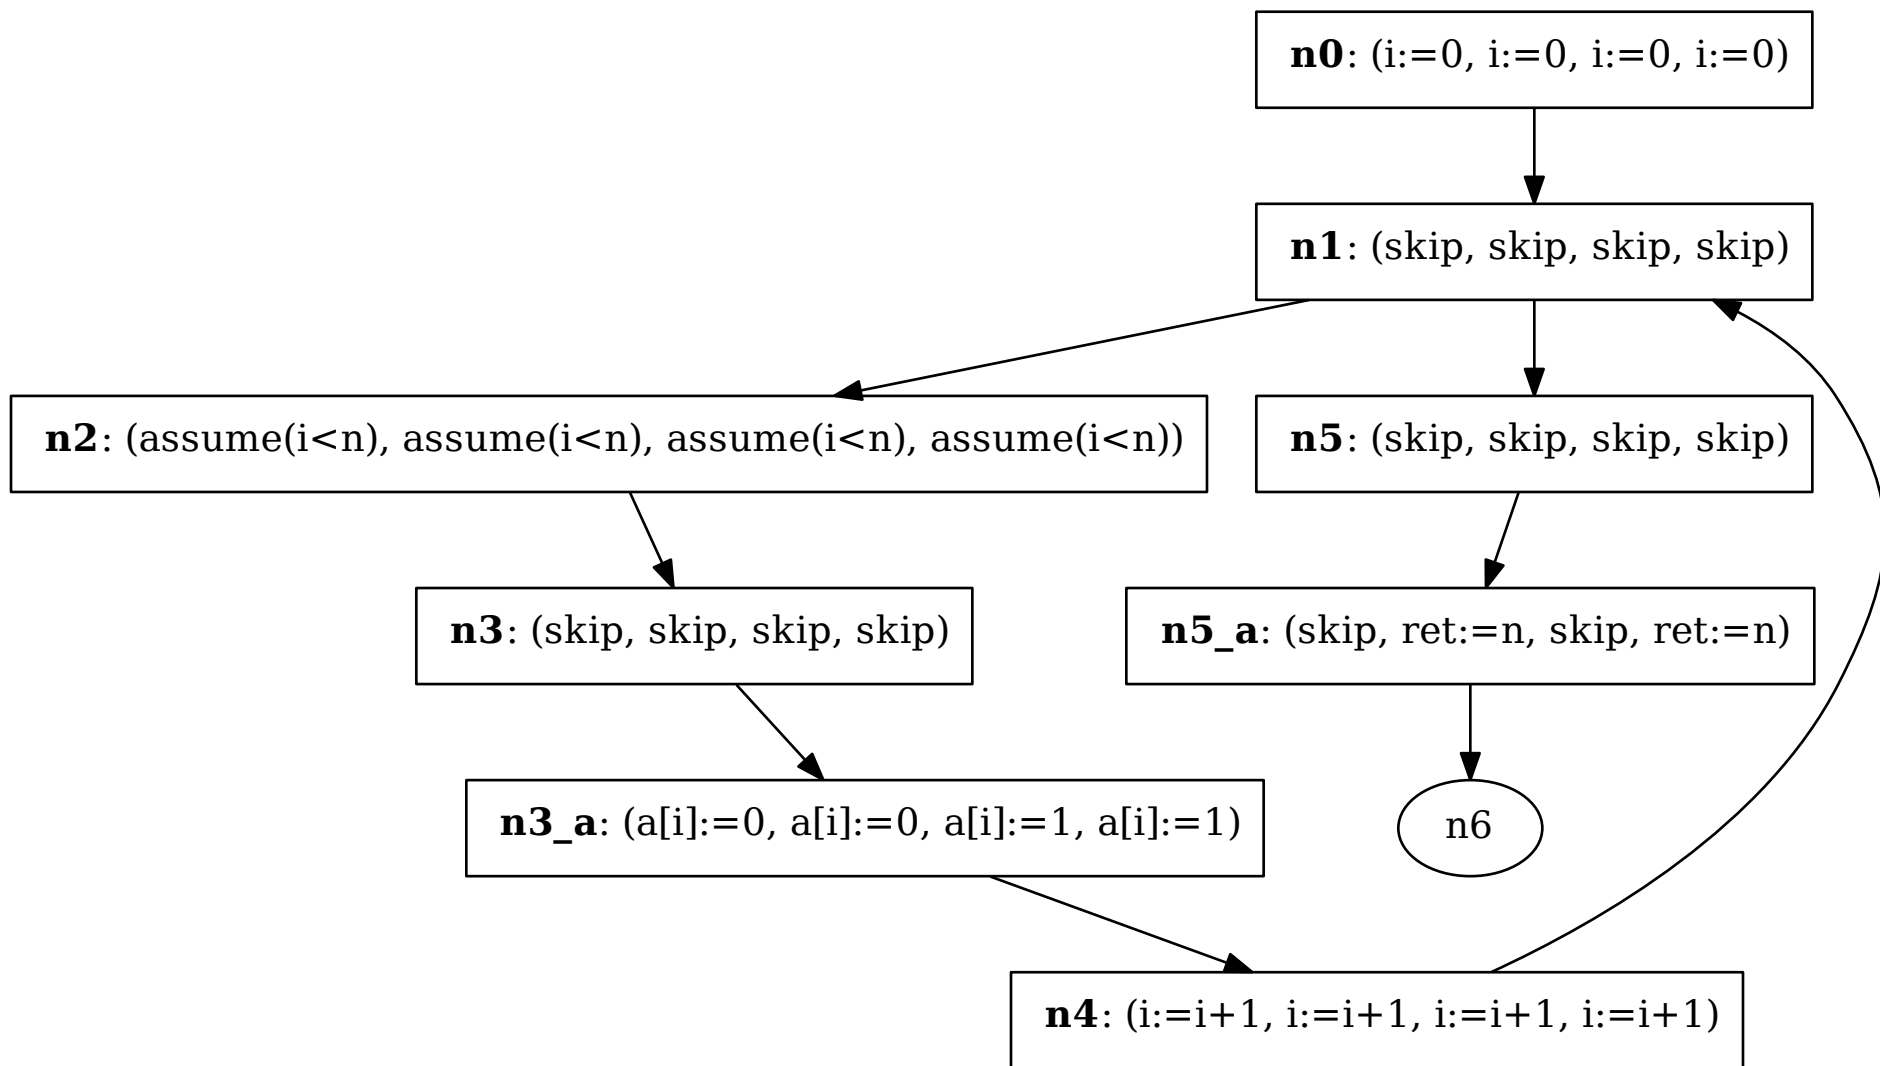 n0: (i:=0, i:=0, i:=0, i:=0)
n1: (skip, skip, skip, skip)
n2: (assume(i<n), assume(i<n), assume(i<n), assume(i<n))
n5: (skip, skip, skip, skip)
n3: (skip, skip, skip, skip)
n5_a: (skip, ret:=n, skip, ret:=n)
n3_a: (a[i]:=0, a[i]:=0, a[i]:=1, a[i]:=1)
n6
n4: (i:=i+1, i:=i+1, i:=i+1, i:=i+1)